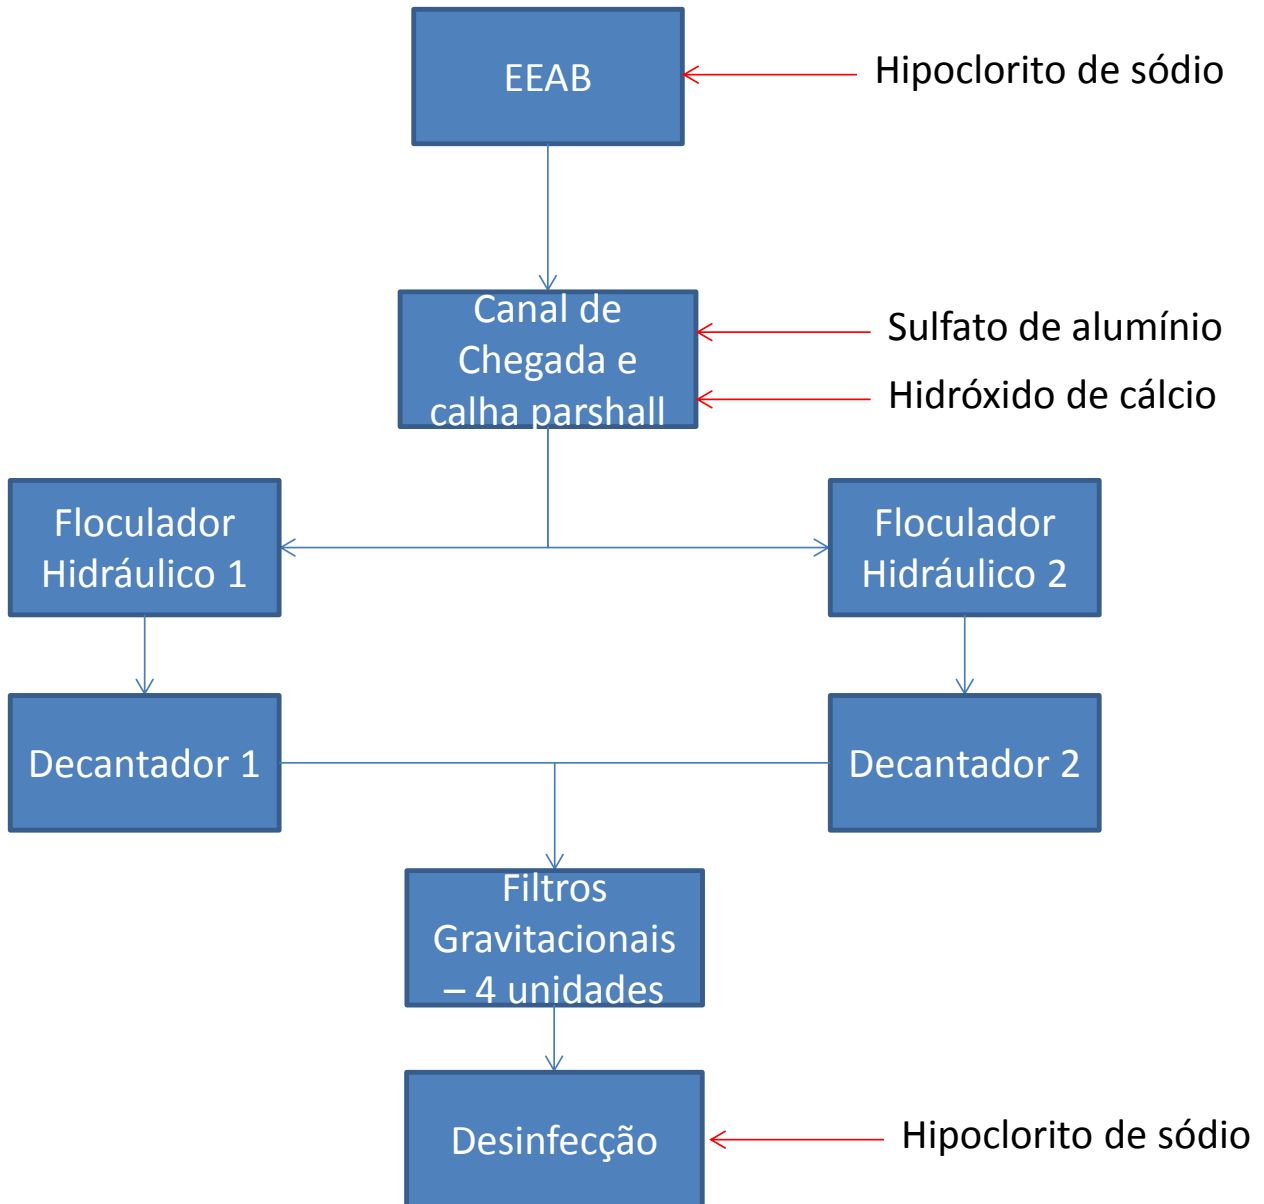 EEAB
Hipoclorito de sódio
Canal de
Chegada e
calha parshall
Sulfato de alumínio
Hidróxido de cálcio
Floculador
Hidráulico 1
Floculador
Hidráulico 2
Decantador 1
Decantador 2
Filtros
Gravitacionais
– 4 unidades
Desinfecção
Hipoclorito de sódio